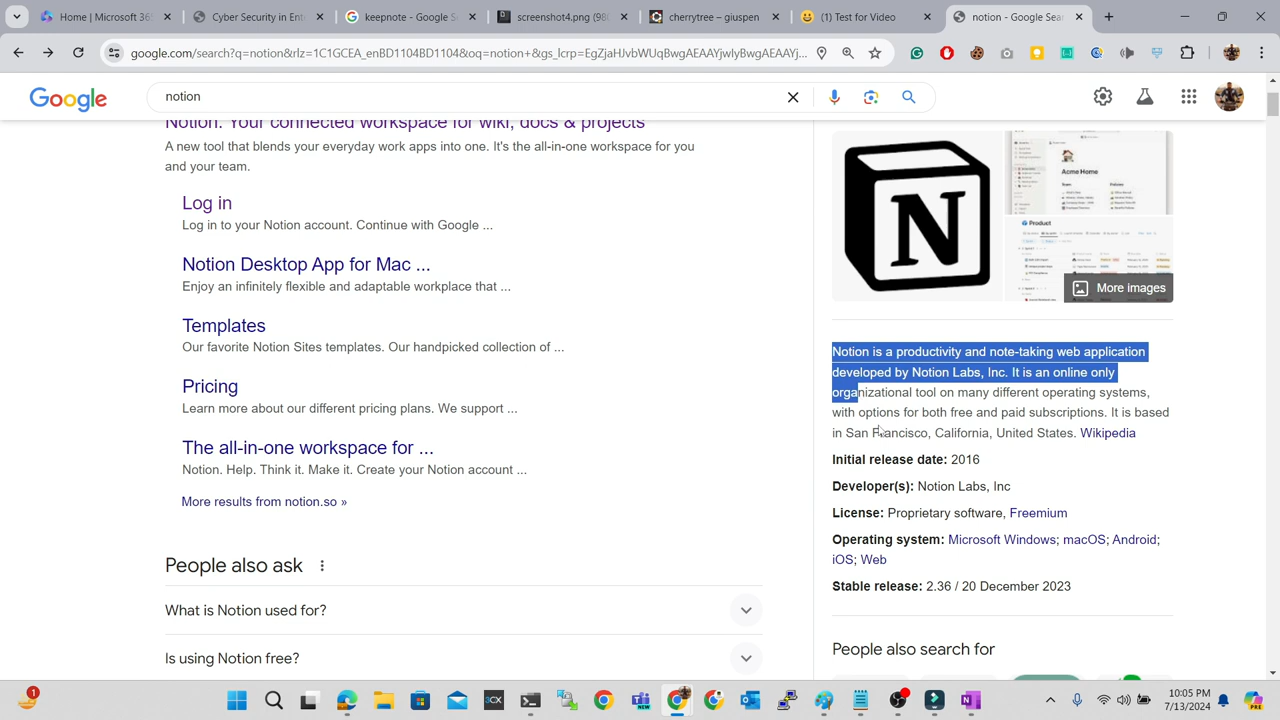 Microsoft 365
Home
Inbox
notion - Google S
screenshot4.png (98
cherrytree – giuspen
(1) Test for Video
notion - Google Sea
google.com/search?q=notion&rlz=1C1GCEA_enBD1104BD1104&oq=notion+&gs_lcrp=EgZjaHJvbWUqBwgAEAAYjwIyBwgAEAAYj...
Google
notion
Notion. Your connected workspace for wiki, docs & projects
A new tool that blends your everyday work apps into one. It's the all-in-one workspace for you
and your team.
Log in
Log in to your Notion account. Continue with Google ...
Notion Desktop App for Mac ...
Enjoy an infinitely flexible, customizable workspace that ...
Templates
Our favorite Notion Sites templates. Our handpicked collection of ...
Pricing
Learn more about our different pricing plans. We support ...
The all-in-one workspace for ...
Notion. Help. Think it. Make it. Create your Notion account ...
More results from notion.so »
People also ask
What is Notion used for?
Is using Notion free?
N
Acme Home
Product
More images
Notion is a productivity and note-taking web application
developed by Notion Labs, Inc. It is an online only
organizational tool on many different operating systems,
with options for both free and paid subscriptions. It is based
in San Francisco, California, United States. Wikipedia
Initial release date: 2016
Developer(s): Notion Labs, Inc
License: Proprietary software, Freemium
Operating system: Microsoft Windows; macOS; Android;
iOS; Web
Stable release: 2.36 / 20 December 2023
People also search for
1
10:05 PM
7/13/2024